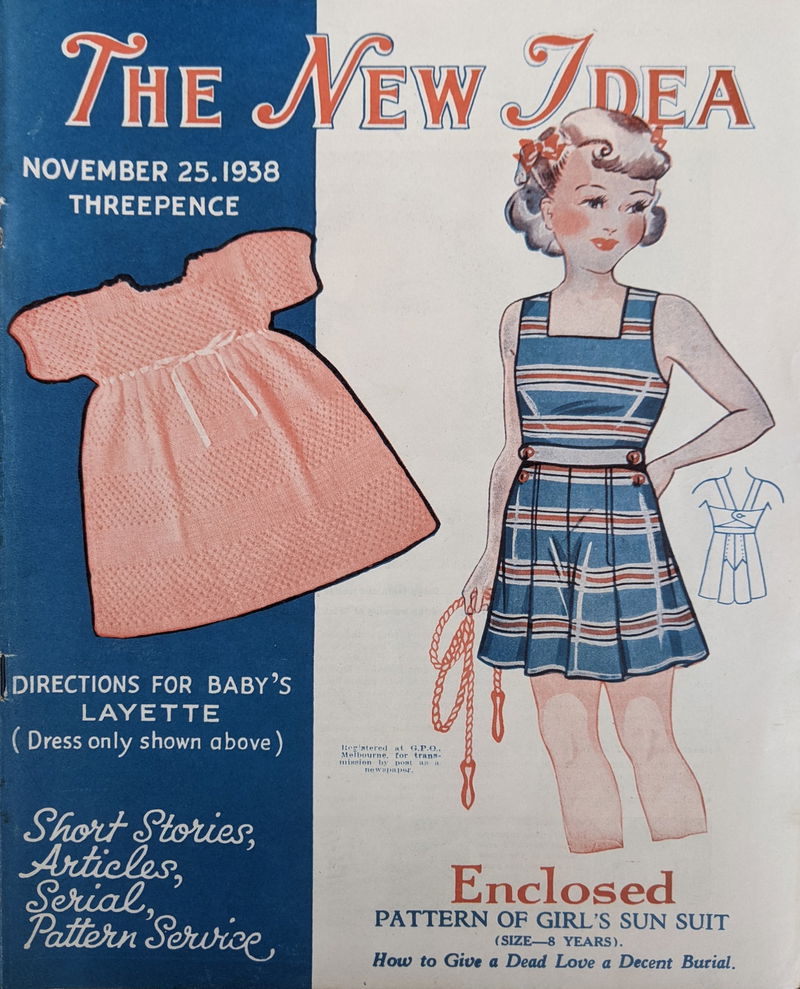 THE NEW IDEA
NOVEMBER 25.1938
THREEPENCE
DIRECTIONS FOR BABY'S
LAYETTE
(Dress only shown above)
Short Stories,
Articles,
Serial,
Pattern Service
Registered at G.P.O.,
Melbourne, for trans-
mission by post as a
newspaper.
Enclosed
PATTERN OF GIRL'S SUN SUIT
(SIZE—8 YEARS).
How to Give a Dead Love a Decent Burial.